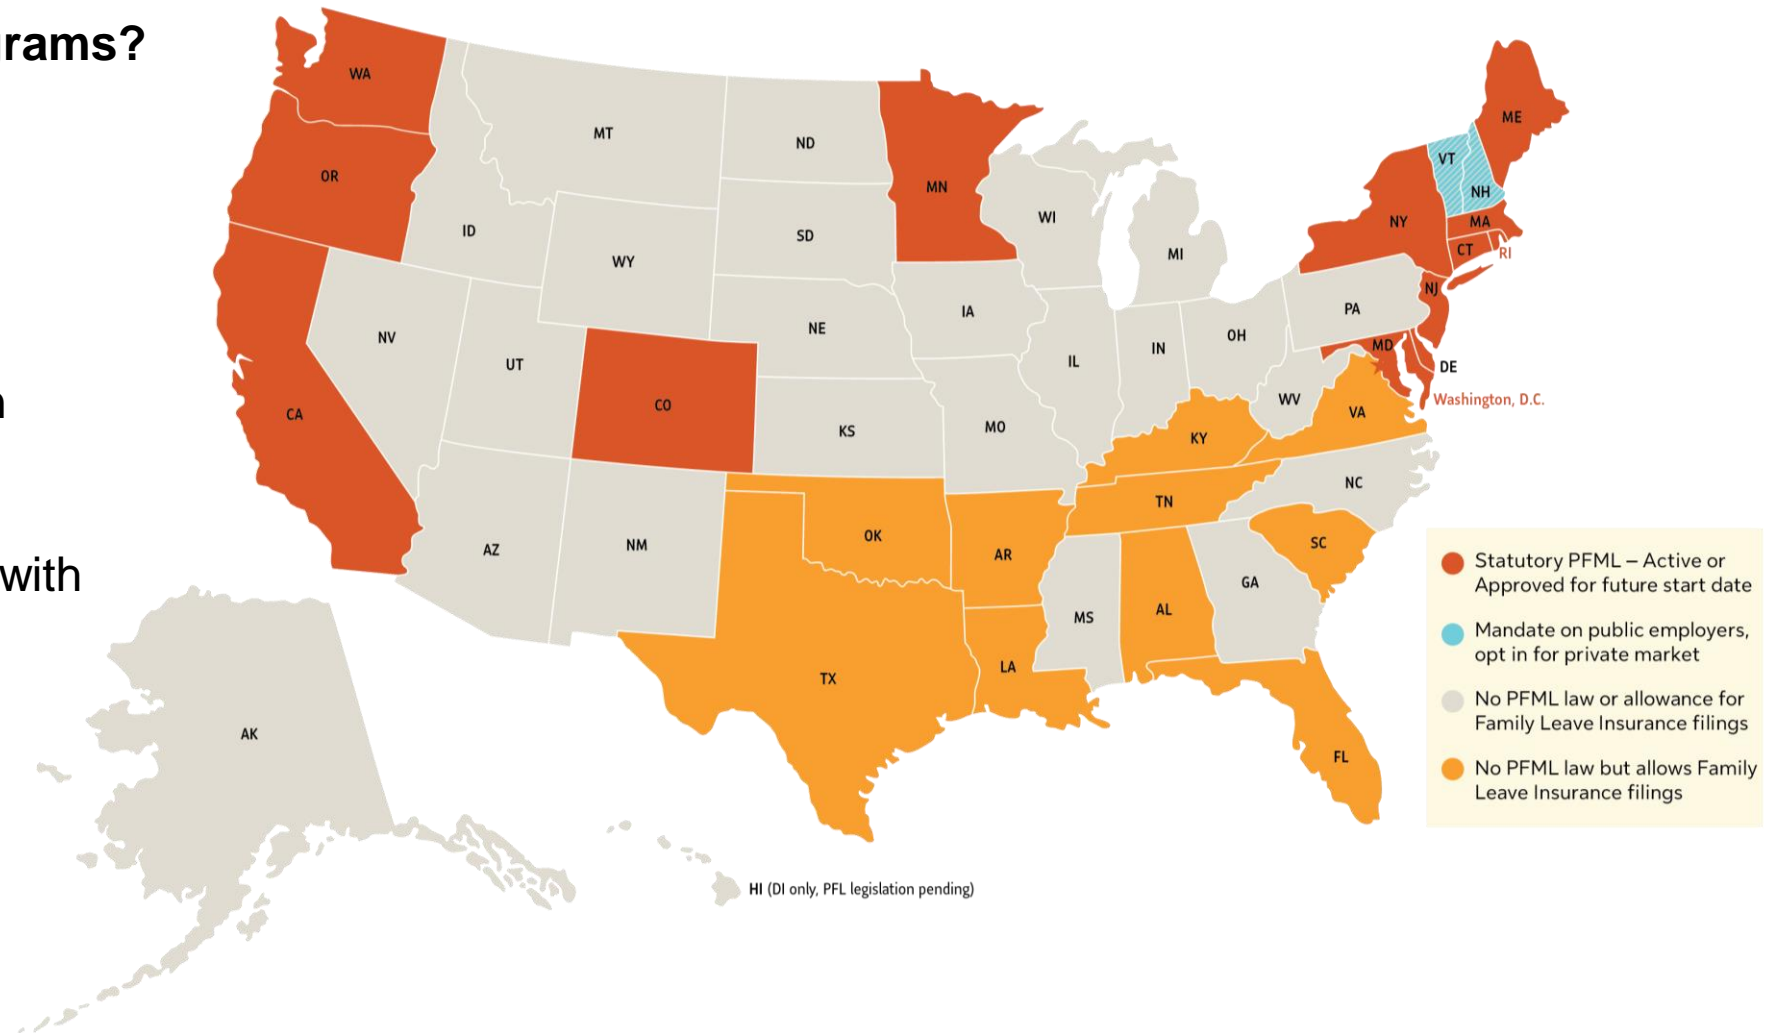 grams?
n
with
WA
OR
CA
NV
ID
MT
WY
UT
AZ
CO
NM
ND
SD
NE
KS
OK
TX
MN
IA
MO
AR
LA
WI
IL
MI
IN
OH
KY
TN
MS
AL
GA
FL
SC
NC
VA
WV
PA
NY
VT
NH
ME
MA
CT
RI
NJ
MD
DE
Washington, D.C.
AK
HI (DI only, PFL legislation pending)
Statutory PFML – Active or
Approved for future start date
Mandate on public employers,
opt in for private market
No PFML law or allowance for
Family Leave Insurance filings
No PFML law but allows Family
Leave Insurance filings